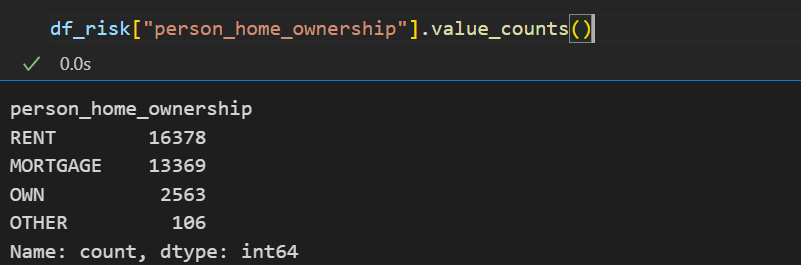 df_risk["person_home_ownership"].value_counts()
0.0s
person_home_ownership
RENT        16378
MORTGAGE    13369
OWN          2563
OTHER         106
Name: count, dtype: int64